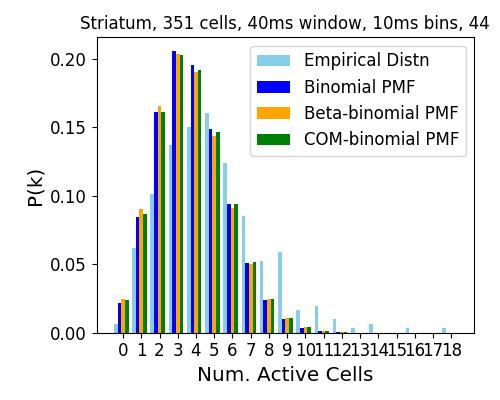 Striatum, 351 cells, 40ms window, 10ms bins, 44
Empirical Distn
Binomial PMF
Beta-binomial PMF
COM-binomial PMF
P(k)
0.20
0.15
0.10
0.05
0.00
0 1 2 3 4 5 6 7 8 9 10 11 12 13 14 15 16 17 18
Num. Active Cells